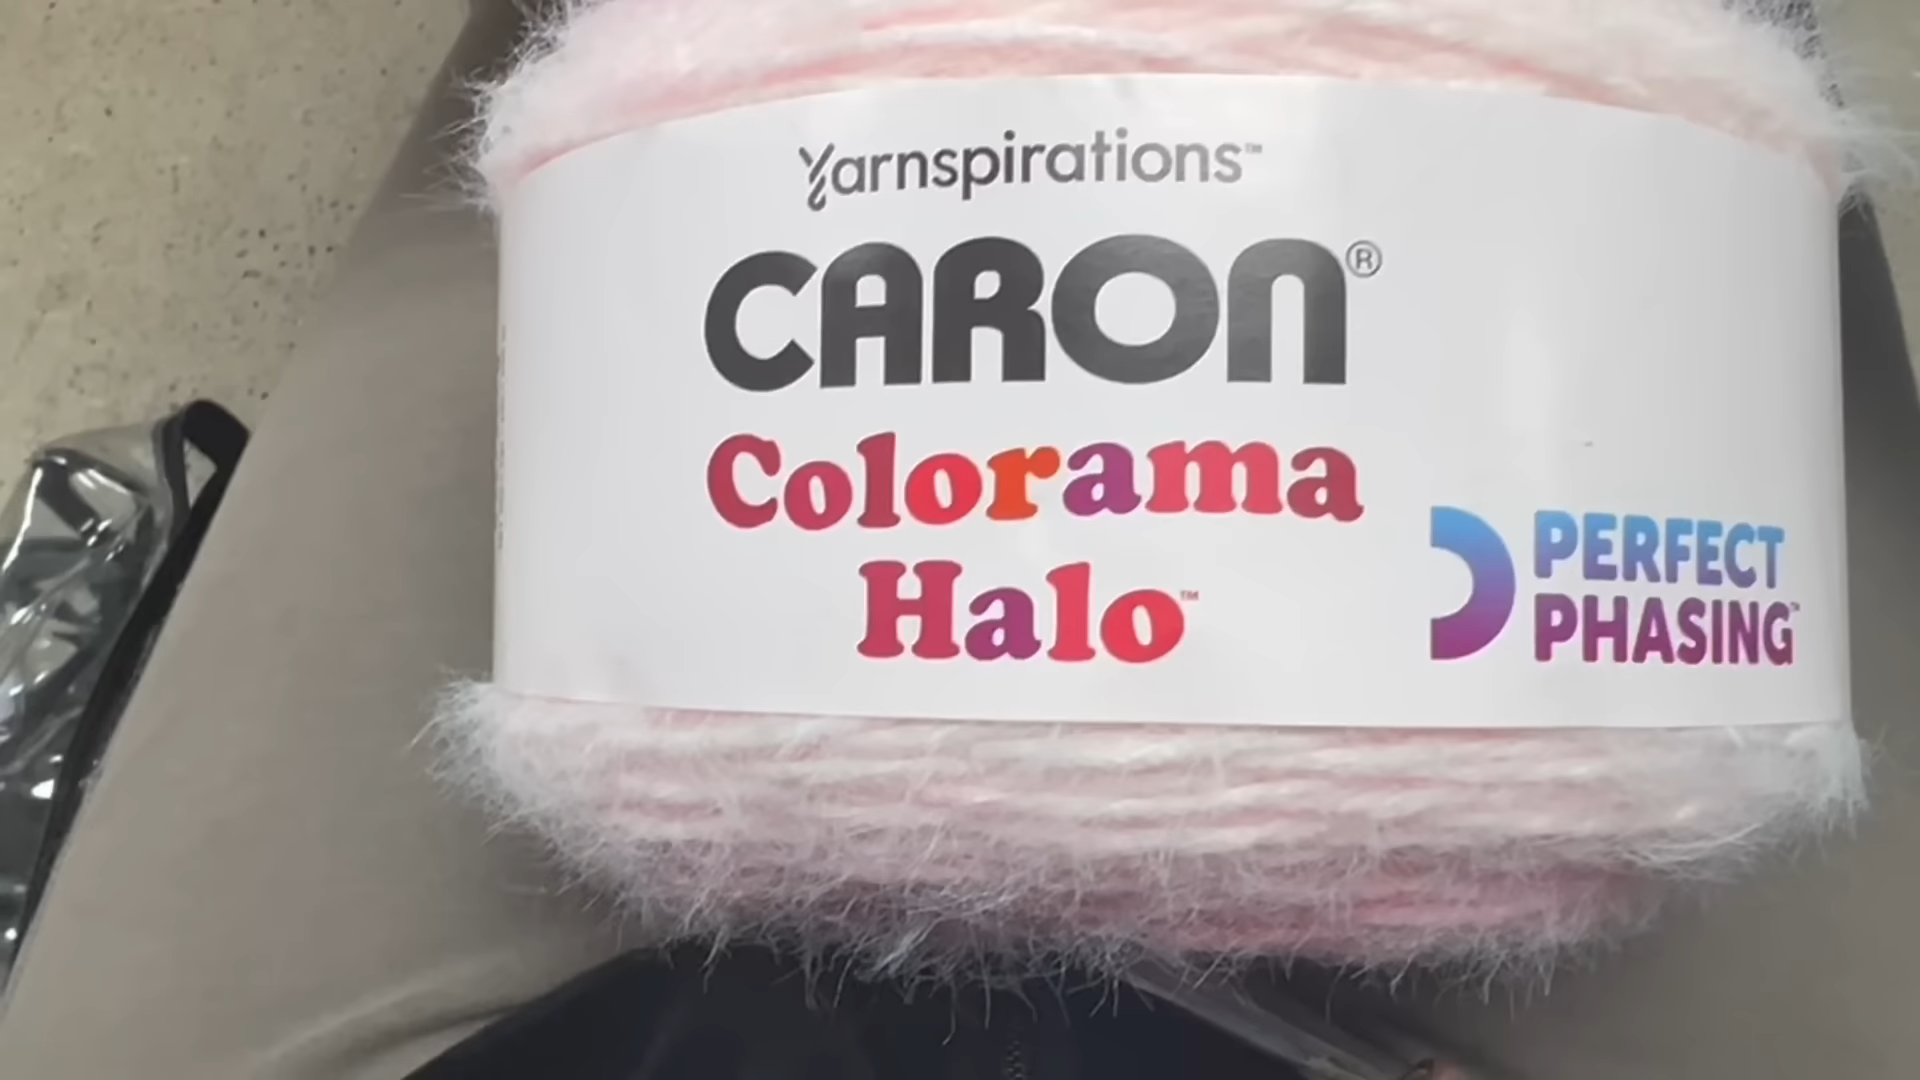 Yarnspirations™
CARON®
Colorama
Halo™
PERFECT
PHASING™